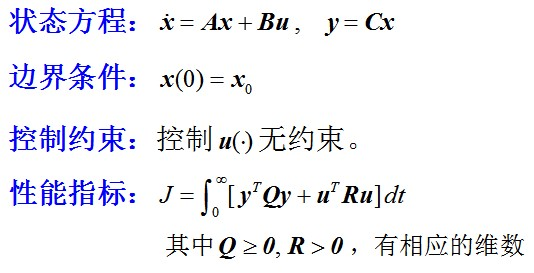 状态方程：ẋ = Ax + Bu , y = Cx
边界条件：x(0) = x₀
控制约束：控制 u(·) 无约束。
性能指标：J = ∫₀^∞ [ yᵀQy + uᵀRu ] dt
其中 Q ≥ 0, R > 0 ，有相应的维数